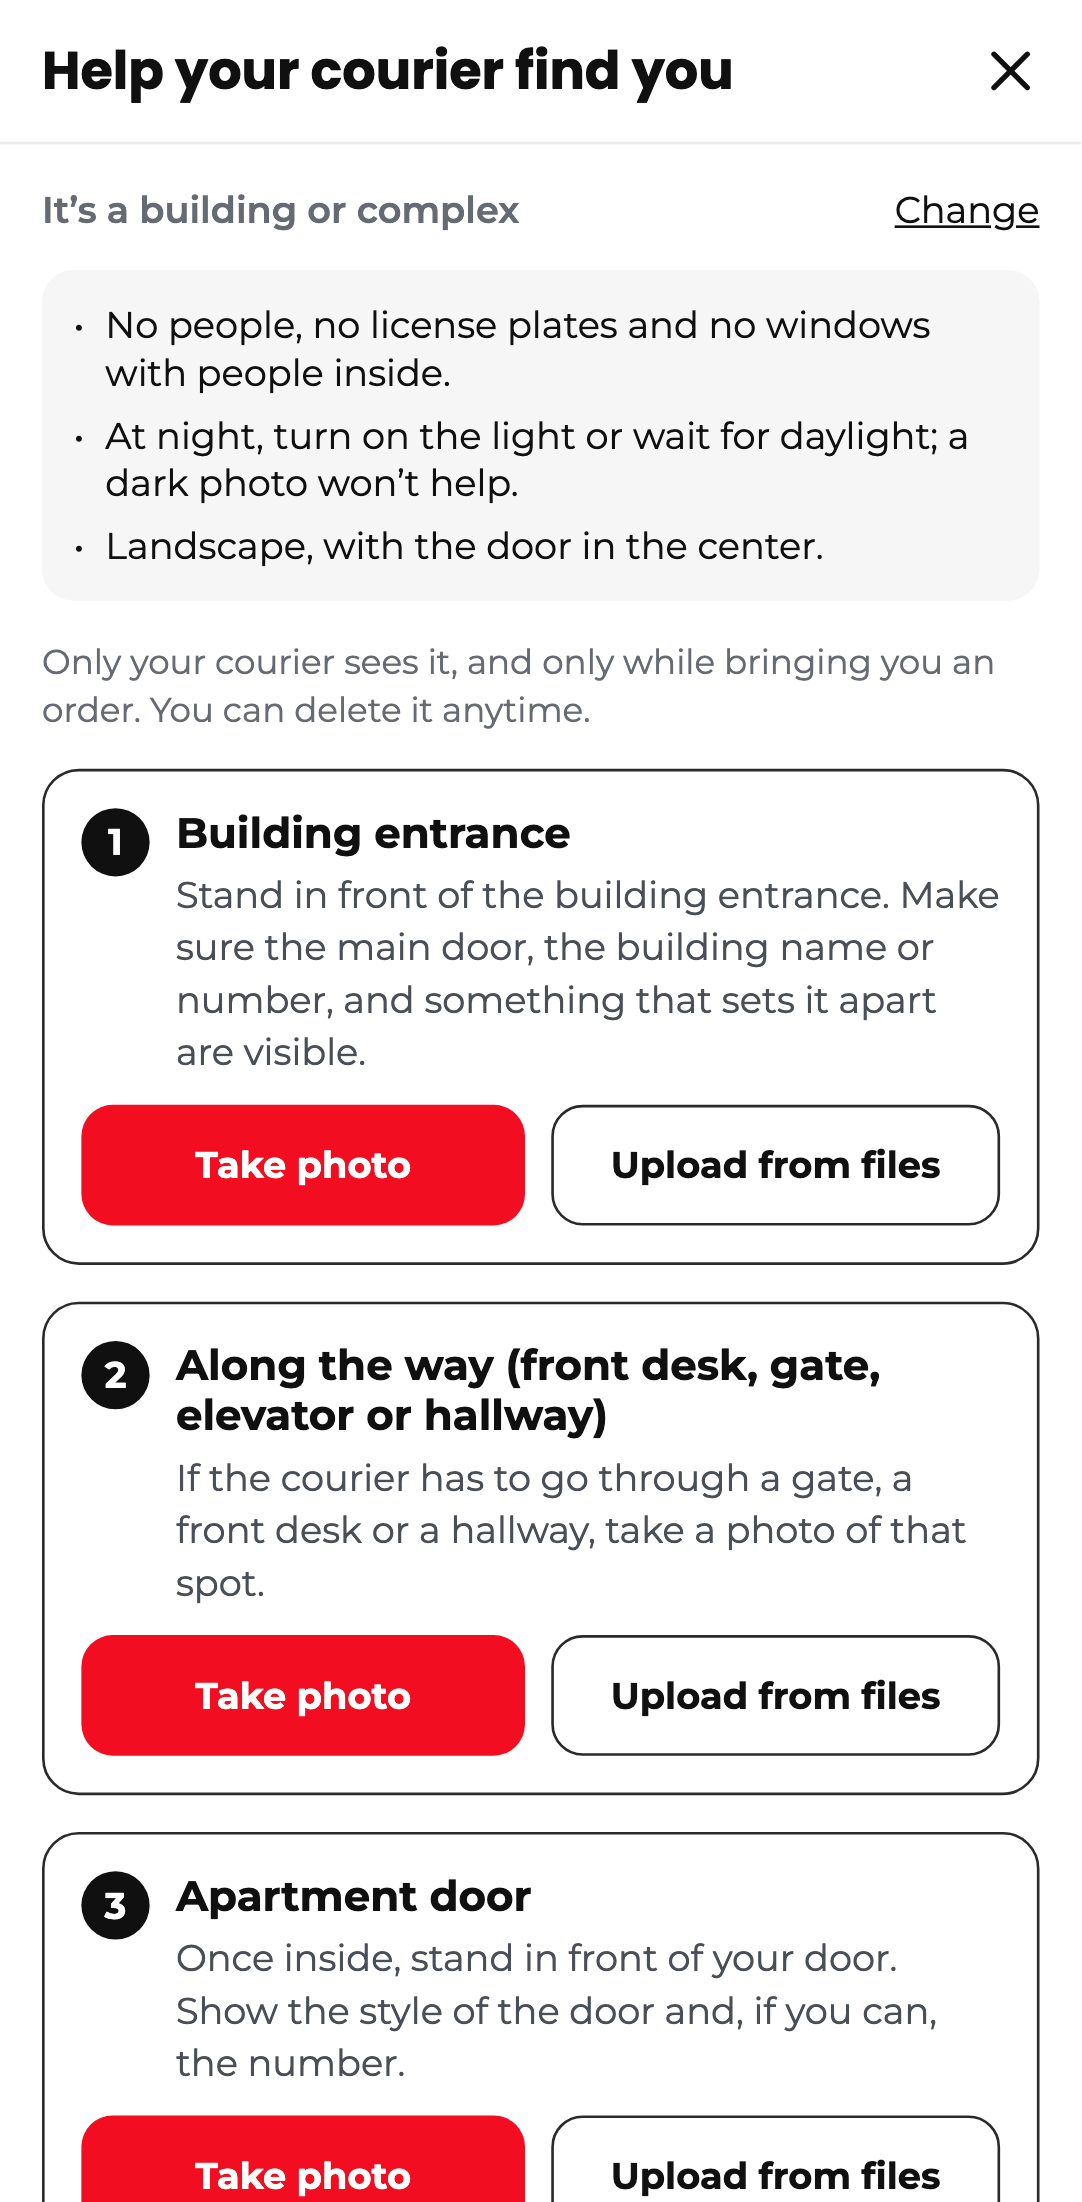 Help your courier find you
It’s a building or complex
Change
• No people, no license plates and no windows
with people inside.
• At night, turn on the light or wait for daylight; a
dark photo won’t help.
• Landscape, with the door in the center.
Only your courier sees it, and only while bringing you an
order. You can delete it anytime.
1
Building entrance
Stand in front of the building entrance. Make
sure the main door, the building name or
number, and something that sets it apart
are visible.
Take photo
Upload from files
2
Along the way (front desk, gate,
elevator or hallway)
If the courier has to go through a gate, a
front desk or a hallway, take a photo of that
spot.
Take photo
Upload from files
3
Apartment door
Once inside, stand in front of your door.
Show the style of the door and, if you can,
the number.
Take photo
Upload from files